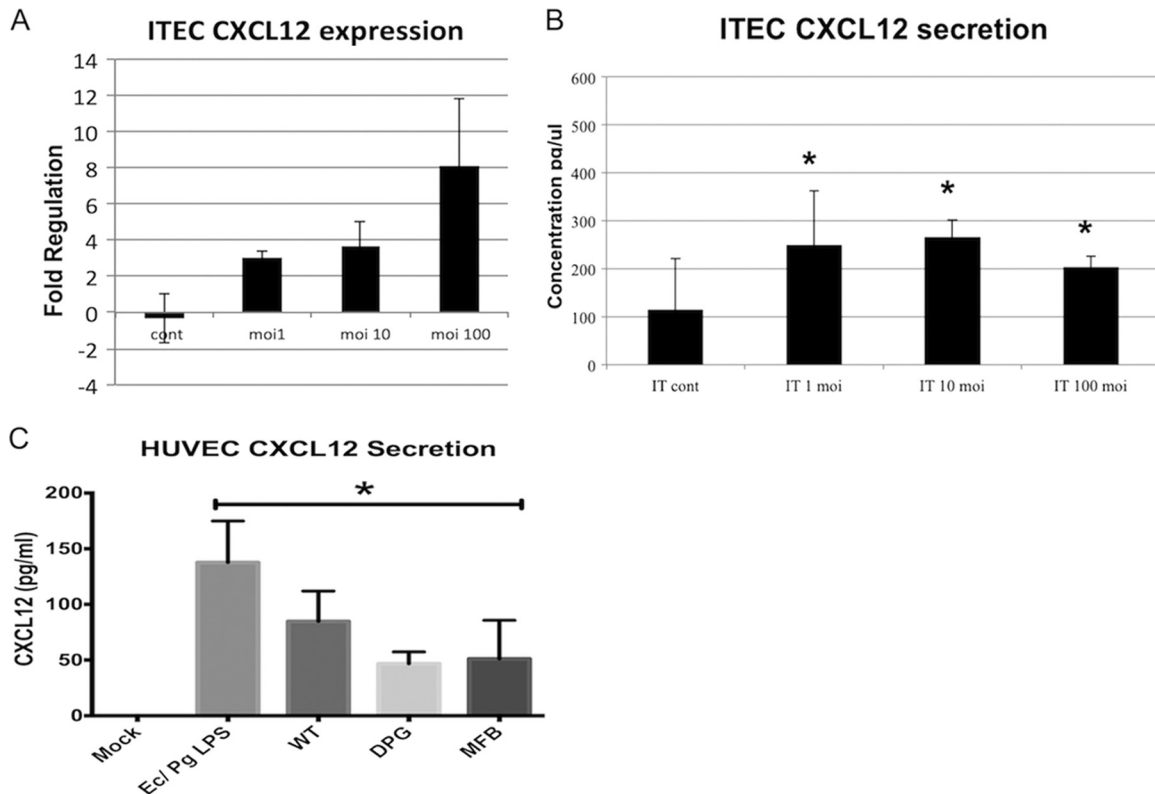 A
ITEC CXCL12 expression
Fold Regulation
14
12
10
8
6
4
2
0
-2
-4
cont
moi1
moi 10
moi 100
B
ITEC CXCL12 secretion
Concentration pg/ul
600
500
400
300
200
100
0
*
*
*
IT cont
IT 1 moi
IT 10 moi
IT 100 moi
C
HUVEC CXCL12 Secretion
CXCL12 (pg/ml)
200
150
100
50
0
*
Mock
Ec/ Pg LPS
WT
DPG
MFB